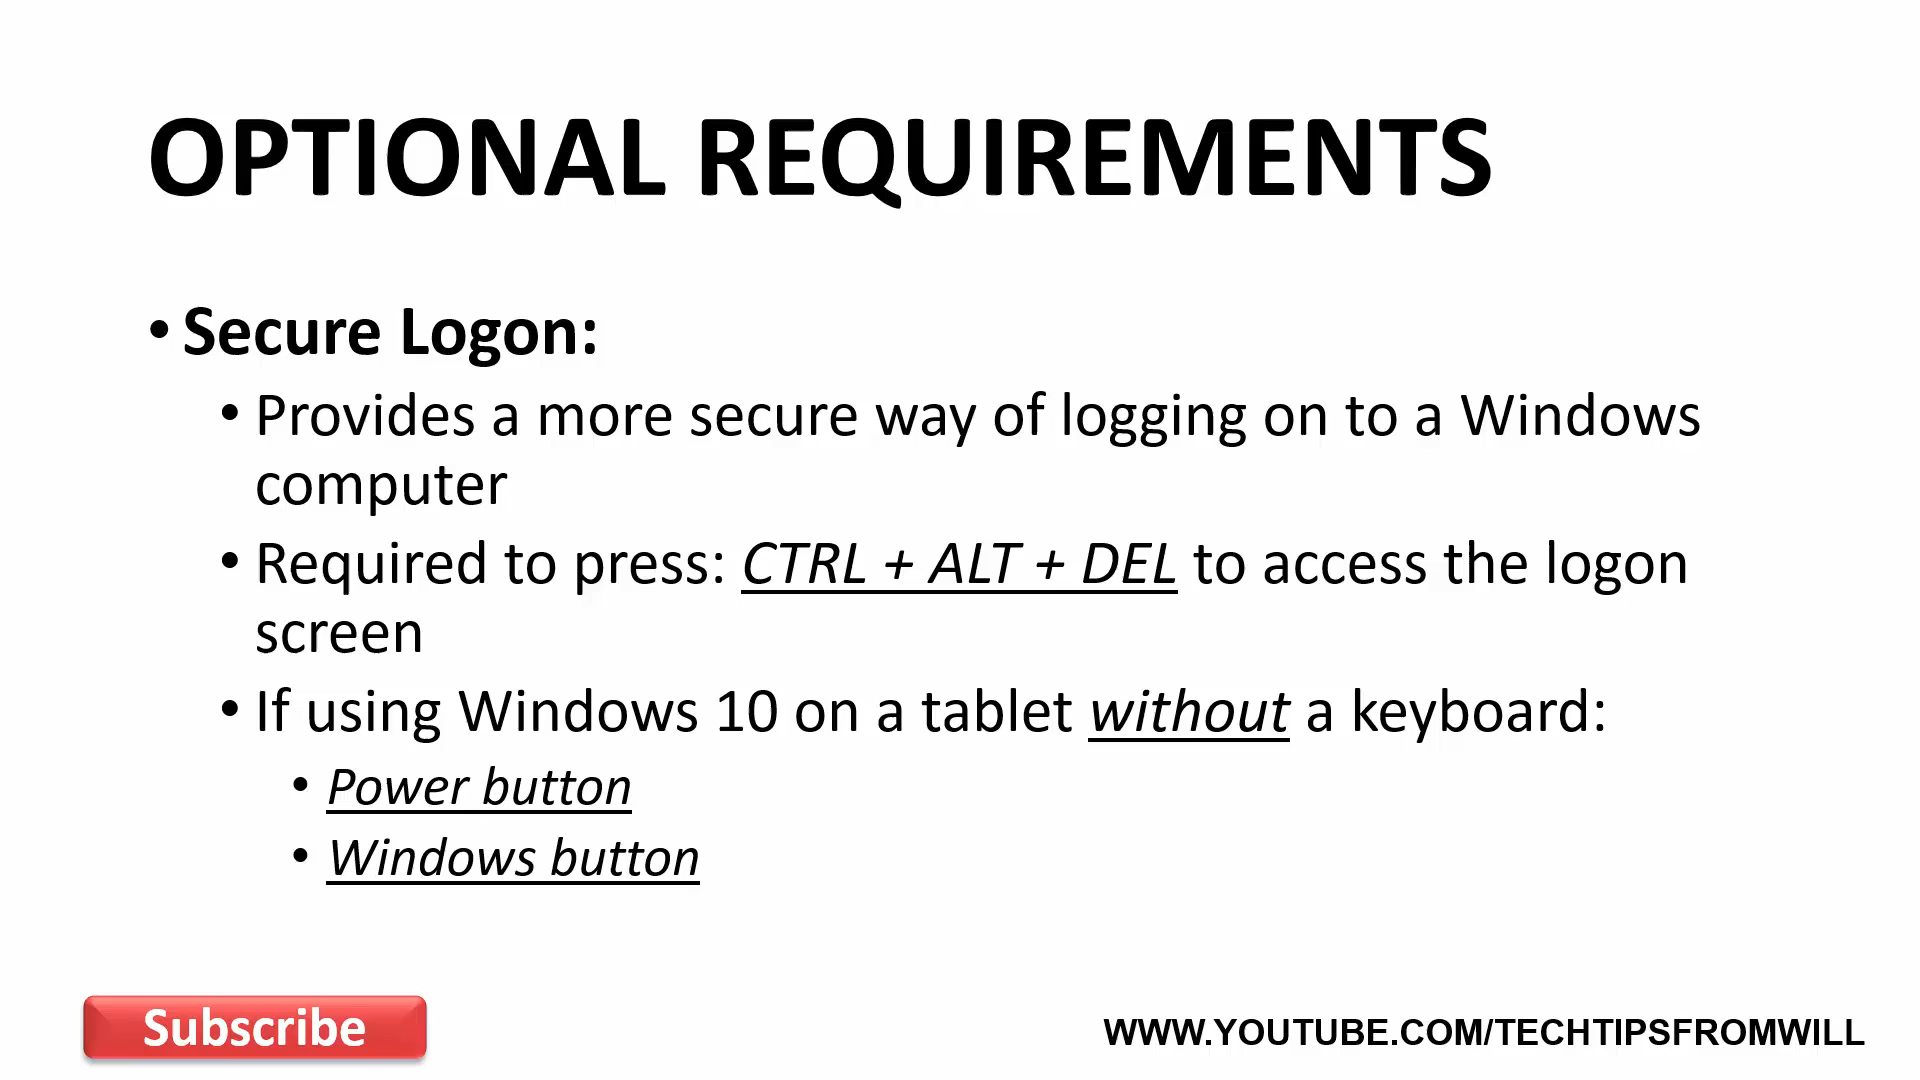 OPTIONAL REQUIREMENTS
• Secure Logon:
• Provides a more secure way of logging on to a Windows
computer
• Required to press: CTRL + ALT + DEL to access the logon
screen
• If using Windows 10 on a tablet without a keyboard:
• Power button
• Windows button
Subscribe
WWW.YOUTUBE.COM/TECHTIPSFROMWILL